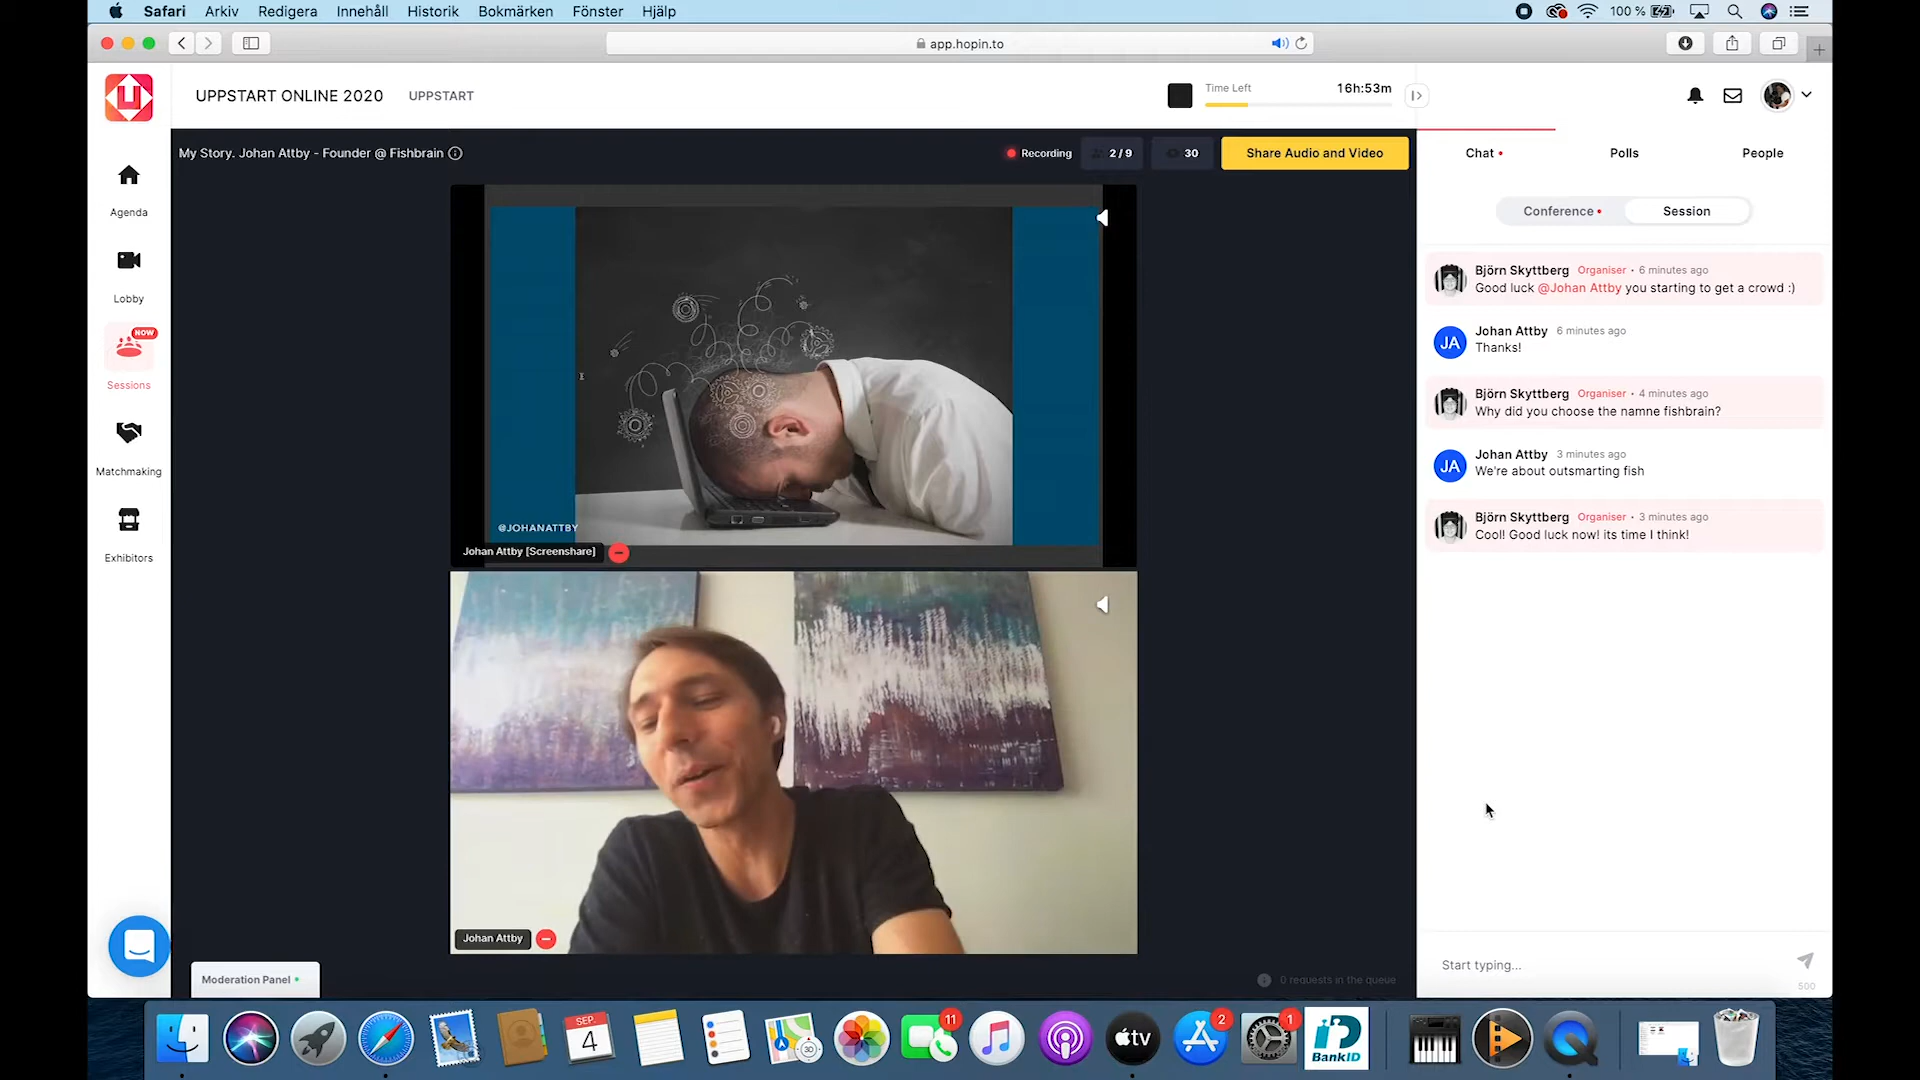 Safari Arkiv Redigera Innehåll Historik Bokmärken Fönster Hjälp
100 %
app.hopin.to
UPPSTART ONLINE 2020 UPPSTART
Time Left 16h:53m
My Story. Johan Attby - Founder @ Fishbrain
Recording 2 / 9 30 Share Audio and Video
Agenda
Lobby
NOW
Sessions
Matchmaking
Exhibitors
@JOHANATTBY
Johan Attby [Screenshare]
Johan Attby
Moderation Panel
0 requests in the queue
Chat Polls People
Conference Session
Björn Skyttberg Organiser • 6 minutes ago
Good luck @Johan Attby you starting to get a crowd :)
JA
Johan Attby 6 minutes ago
Thanks!
Björn Skyttberg Organiser • 4 minutes ago
Why did you choose the namne fishbrain?
JA
Johan Attby 3 minutes ago
We're about outsmarting fish
Björn Skyttberg Organiser • 3 minutes ago
Cool! Good luck now! its time I think!
Start typing...
500
SEP.
4
11
tv
2
1
BankID